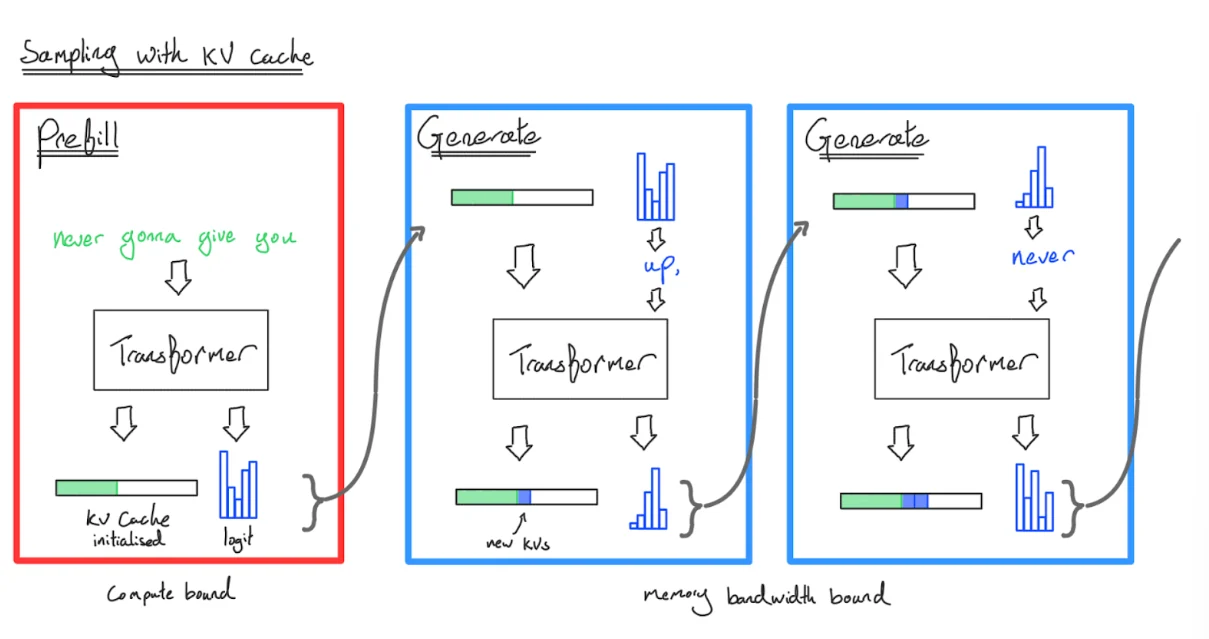 Sampling with KV Cache
Prefill
never gonna give you
Transformer
KV Cache
initialised
logit
Compute bound
Generate
up,
Transformer
new KVs
Generate
never
Transformer
memory bandwidth bound